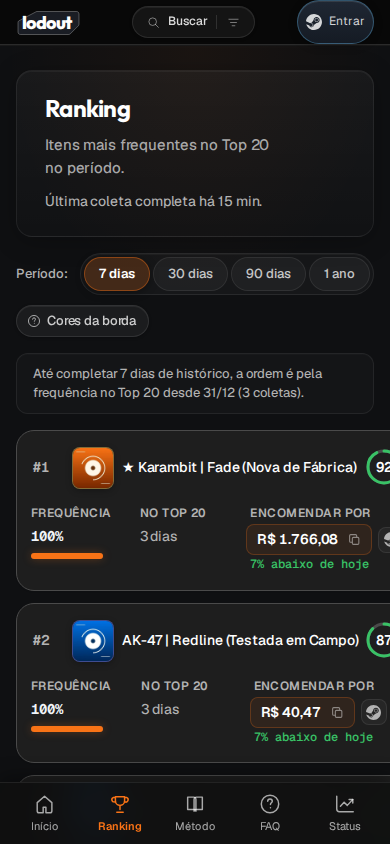 lodout
Buscar
Entrar
Ranking
Itens mais frequentes no Top 20
no período.
Última coleta completa há 15 min.
Período:
7 dias
30 dias
90 dias
1 ano
Cores da borda
Até completar 7 dias de histórico, a ordem é pela
frequência no Top 20 desde 31/12 (3 coletas).
#1
★ Karambit | Fade (Nova de Fábrica)
92
FREQUÊNCIA
NO TOP 20
ENCOMENDAR POR
100%
3 dias
R$ 1.766,08
7% abaixo de hoje
#2
AK-47 | Redline (Testada em Campo)
87
FREQUÊNCIA
NO TOP 20
ENCOMENDAR POR
100%
3 dias
R$ 40,47
7% abaixo de hoje
Início
Ranking
Método
FAQ
Status